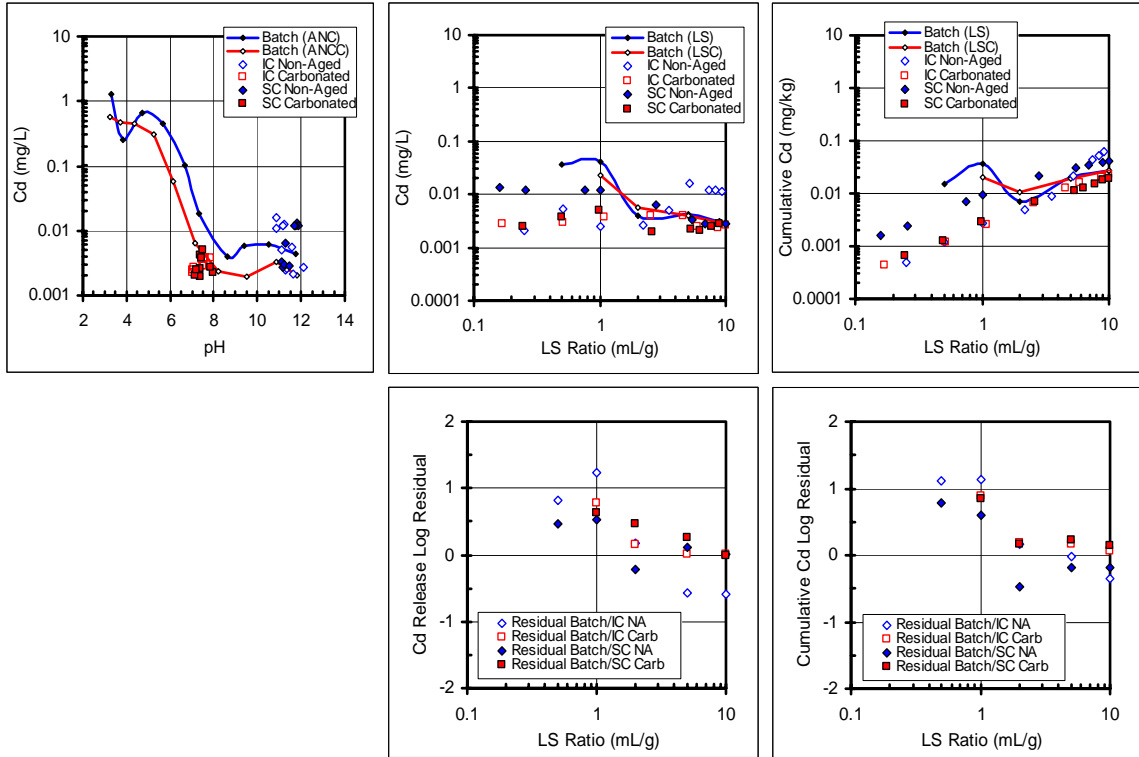 Batch (ANC)
Batch (ANCC)
IC Non-Aged
IC Carbonated
SC Non-Aged
SC Carbonated
Cd (mg/L)
10
1
0.1
0.01
0.001
2 4 6 8 10 12 14
pH
Batch (LS)
Batch (LSC)
IC Non-Aged
IC Carbonated
SC Non-Aged
SC Carbonated
Cd (mg/L)
10
1
0.1
0.01
0.001
0.0001
0.1 1 10
LS Ratio (mL/g)
Batch (LS)
Batch (LSC)
IC Non-Aged
IC Carbonated
SC Non-Aged
SC Carbonated
Cumulative Cd (mg/kg)
10
1
0.1
0.01
0.001
0.0001
0.1 1 10
LS Ratio (mL/g)
Cd Release Log Residual
2
1
0
-1
-2
Residual Batch/IC NA
Residual Batch/IC Carb
Residual Batch/SC NA
Residual Batch/SC Carb
0.1 1 10
LS Ratio (mL/g)
Cumulative Cd Log Residual
2
1
0
-1
-2
Residual Batch/IC NA
Residual Batch/IC Carb
Residual Batch/SC NA
Residual Batch/SC Carb
0.1 1 10
LS Ratio (mL/g)